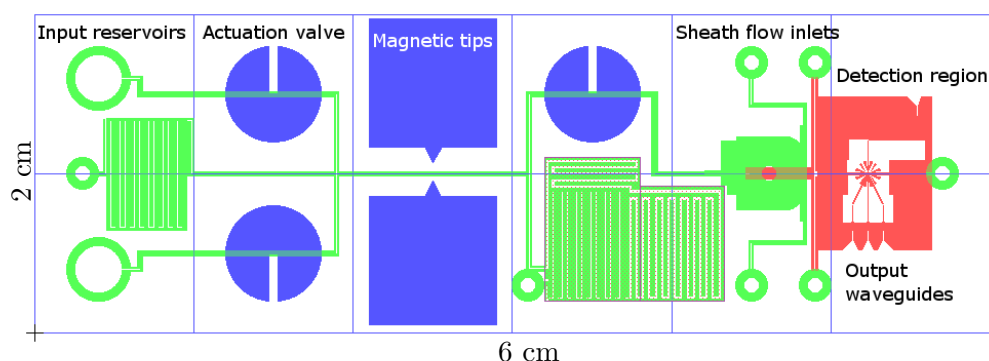 Input reservoirs
Actuation valve
Magnetic tips
Sheath flow inlets
Detection region
2 cm
Output
waveguides
6 cm